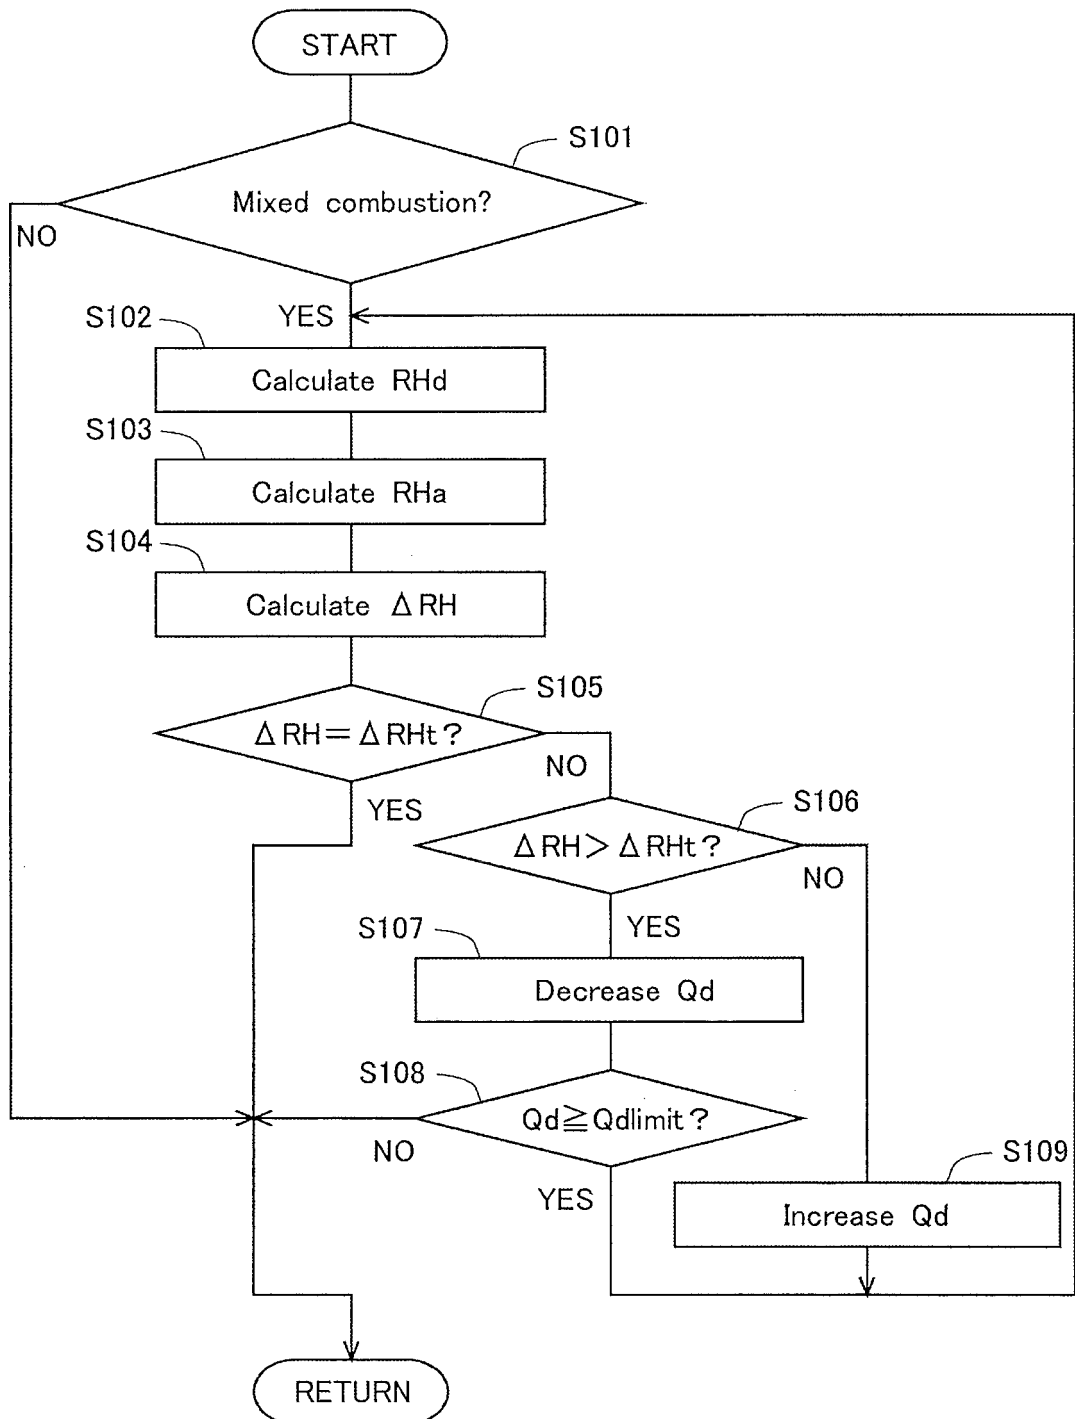 START
S101
Mixed combustion?
NO
YES
S102
Calculate RHd
S103
Calculate RHa
S104
Calculate ΔRH
S105
ΔRH=ΔRHt?
NO
YES
S106
ΔRH>ΔRHt?
NO
YES
S107
Decrease Qd
S108
Qd≧Qdlimit?
NO
YES
S109
Increase Qd
RETURN